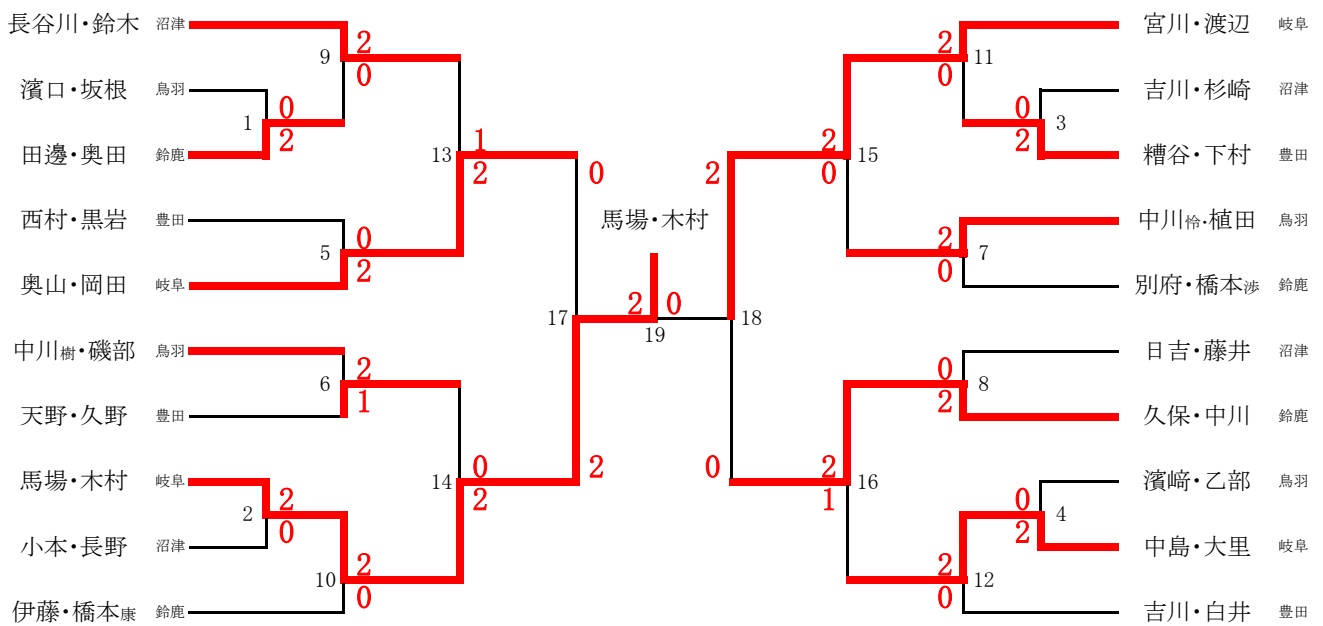 長谷川・鈴木 沼津
濱口・坂根 鳥羽
田邊・奥田 鈴鹿
西村・黒岩 豊田
奥山・岡田 岐阜
中川樹・磯部 鳥羽
天野・久野 豊田
馬場・木村 岐阜
小本・長野 沼津
伊藤・橋本康 鈴鹿
9 2 0
1 0 2
5 0 2
6 2 1
2 2 0
10 2 0
13 1 2
14 0 2
17 0 2
馬場・木村
2 0
19
18 2 0
15 2 0
16 2 1
11 2 0
3 0 2
7 2 0
8 0 2
4 0 2
12 2 0
宮川・渡辺 岐阜
吉川・杉崎 沼津
糟谷・下村 豊田
中川怜・植田 鳥羽
別府・橋本渉 鈴鹿
日吉・藤井 沼津
久保・中川 鈴鹿
濱﨑・乙部 鳥羽
中島・大里 岐阜
吉川・白井 豊田